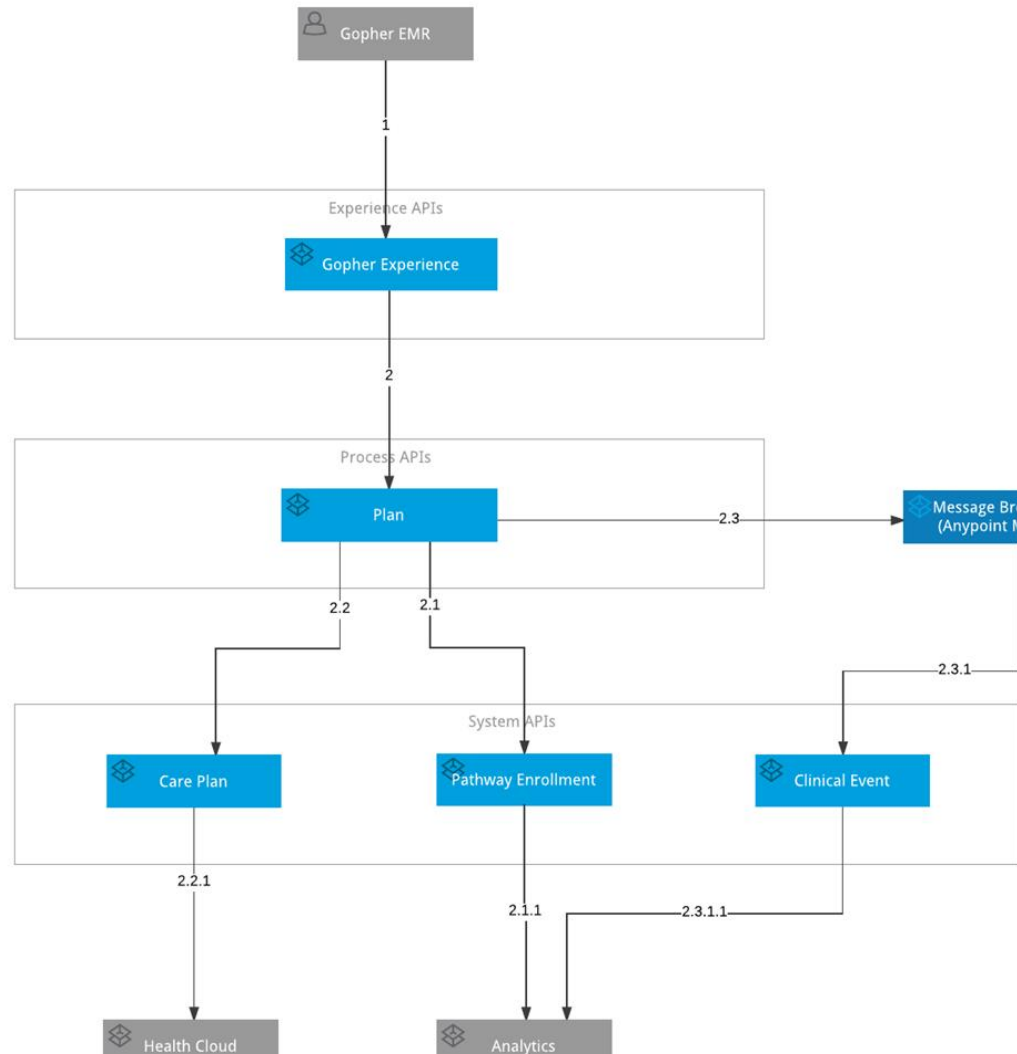 Gopher EMR
1
Experience APIs
Gopher Experience
2
Process APIs
Plan
2.3
Message
(Anypoint
2.2
2.1
2.3.1
System APIs
Care Plan
Pathway Enrollment
Clinical Event
2.2.1
2.1.1
2.3.1.1
Health Cloud
Analytics